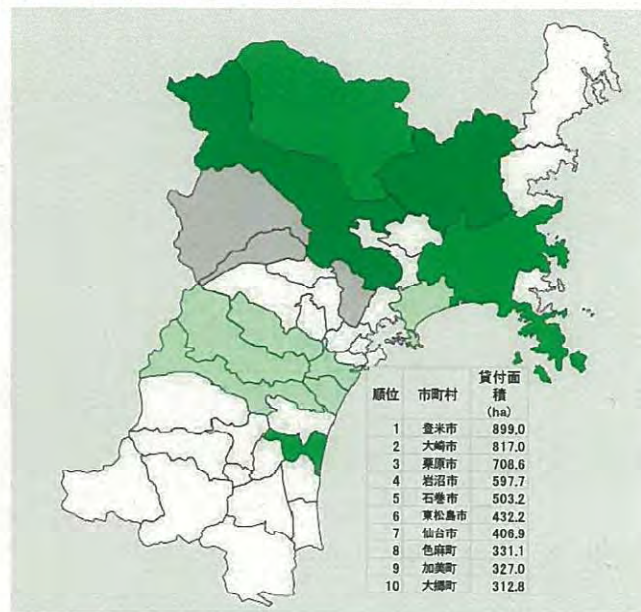 順位 市町村 貸付面積 (ha)
1 登米市 899.0
2 大崎市 817.0
3 栗原市 708.6
4 岩沼市 597.7
5 石巻市 503.2
6 東松島市 432.2
7 仙台市 406.9
8 色麻町 331.1
9 加美町 327.0
10 大郷町 312.8